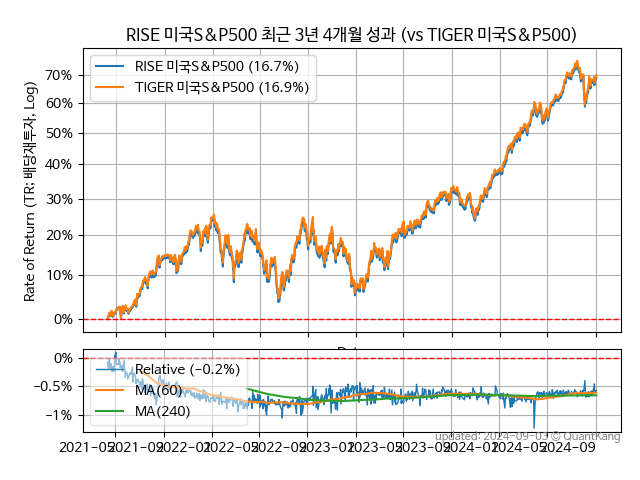 RISE 미국S&P500 최근 3년 4개월 성과 (vs TIGER 미국S&P500)
Rate of Return (TR: 배당재투자, Log)
RISE 미국S&P500 (16.7%)
TIGER 미국S&P500 (16.9%)
70%
60%
50%
40%
30%
20%
10%
0%
0%
−0.5%
−1%
Relative (−0.2%)
MA(60)
MA(240)
updated: 2024-09-03 © QuantKang
2021-05
2021-09
2022-01
2022-05
2022-09
2023-01
2023-05
2023-09
2024-01
2024-05
2024-09